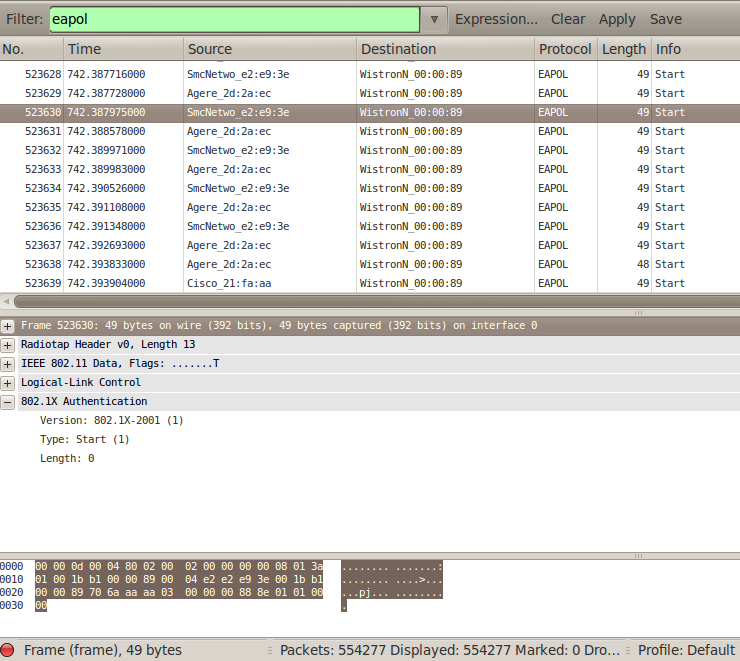 Filter: eapol Expression... Clear Apply Save
No. Time Source Destination Protocol Length Info
523628 742.387716000 SmcNetwo_e2:e9:3e WistronN_00:00:89 EAPOL 49 Start
523629 742.387728000 Agere_2d:2a:ec WistronN_00:00:89 EAPOL 49 Start
523630 742.387975000 SmcNetwo_e2:e9:3e WistronN_00:00:89 EAPOL 49 Start
523631 742.388578000 Agere_2d:2a:ec WistronN_00:00:89 EAPOL 49 Start
523632 742.389971000 SmcNetwo_e2:e9:3e WistronN_00:00:89 EAPOL 49 Start
523633 742.389983000 Agere_2d:2a:ec WistronN_00:00:89 EAPOL 49 Start
523634 742.390526000 SmcNetwo_e2:e9:3e WistronN_00:00:89 EAPOL 49 Start
523635 742.391108000 Agere_2d:2a:ec WistronN_00:00:89 EAPOL 49 Start
523636 742.391348000 SmcNetwo_e2:e9:3e WistronN_00:00:89 EAPOL 49 Start
523637 742.392693000 Agere_2d:2a:ec WistronN_00:00:89 EAPOL 49 Start
523638 742.393833000 Agere_2d:2a:ec WistronN_00:00:89 EAPOL 48 Start
523639 742.393904000 Cisco_21:fa:aa WistronN_00:00:89 EAPOL 49 Start
Frame 523630: 49 bytes on wire (392 bits), 49 bytes captured (392 bits) on interface 0
Radiotap Header v0, Length 13
IEEE 802.11 Data, Flags: .......T
Logical-Link Control
802.1X Authentication
Version: 802.1X-2001 (1)
Type: Start (1)
Length: 0
0000 00 00 0d 00 04 80 02 00 02 00 00 00 00 08 01 3a ........ .......:
0010 01 00 1b b1 00 00 89 00 04 e2 e2 e9 3e 00 1b b1 ........ ....>...
0020 00 00 89 70 6a aa aa 03 00 00 00 88 8e 01 01 00 ...pj... ........
0030 00 .
Frame (frame), 49 bytes Packets: 554277 Displayed: 554277 Marked: 0 Dro... Profile: Default